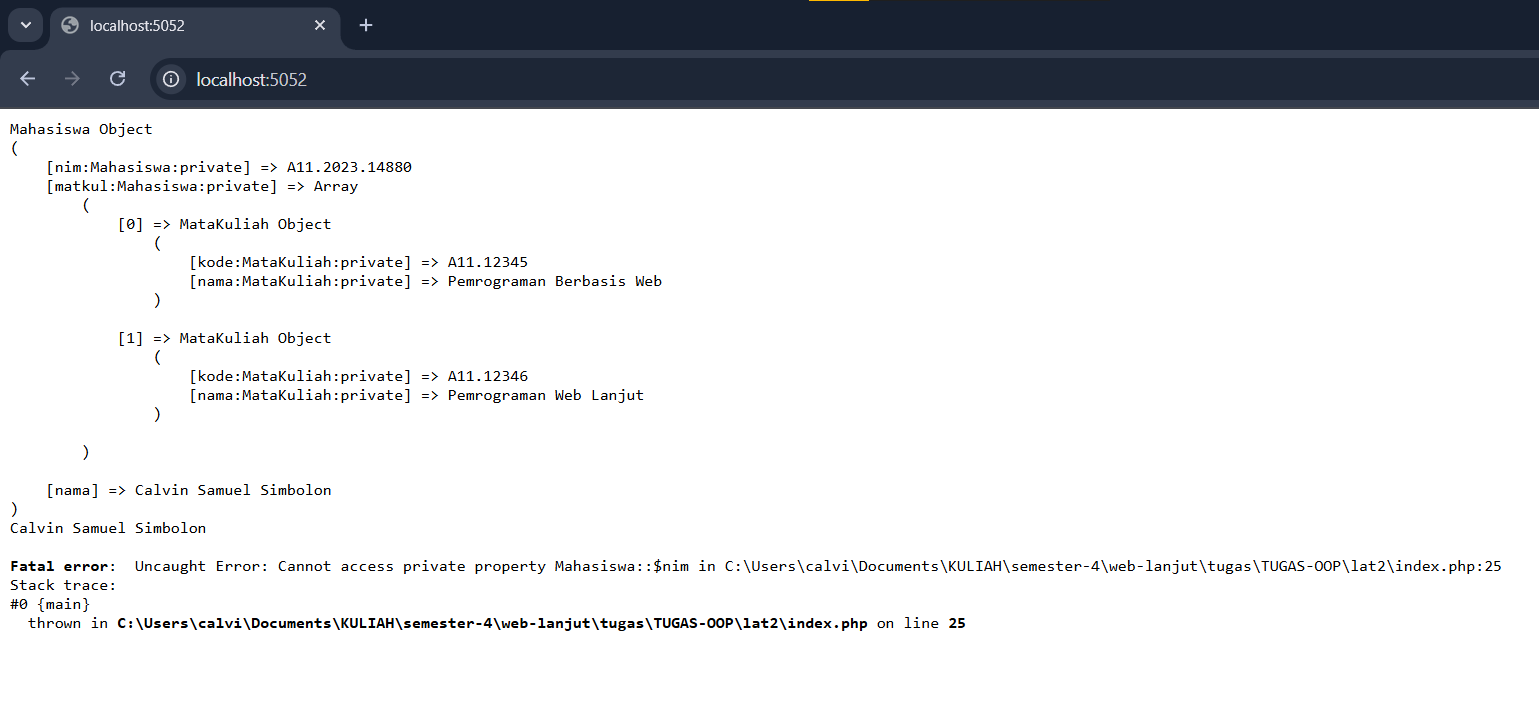 localhost:5052
localhost:5052
Mahasiswa Object
(
    [nim:Mahasiswa:private] => A11.2023.14880
    [matkul:Mahasiswa:private] => Array
        (
            [0] => MataKuliah Object
                (
                    [kode:MataKuliah:private] => A11.12345
                    [nama:MataKuliah:private] => Pemrograman Berbasis Web
                )
            [1] => MataKuliah Object
                (
                    [kode:MataKuliah:private] => A11.12346
                    [nama:MataKuliah:private] => Pemrograman Web Lanjut
                )
        )
    [nama] => Calvin Samuel Simbolon
)
Calvin Samuel Simbolon
Fatal error:  Uncaught Error: Cannot access private property Mahasiswa::$nim in C:\Users\calvi\Documents\KULIAH\semester-4\web-lanjut\tugas\TUGAS-OOP\lat2\index.php:25
Stack trace:
#0 {main}
  thrown in C:\Users\calvi\Documents\KULIAH\semester-4\web-lanjut\tugas\TUGAS-OOP\lat2\index.php on line 25